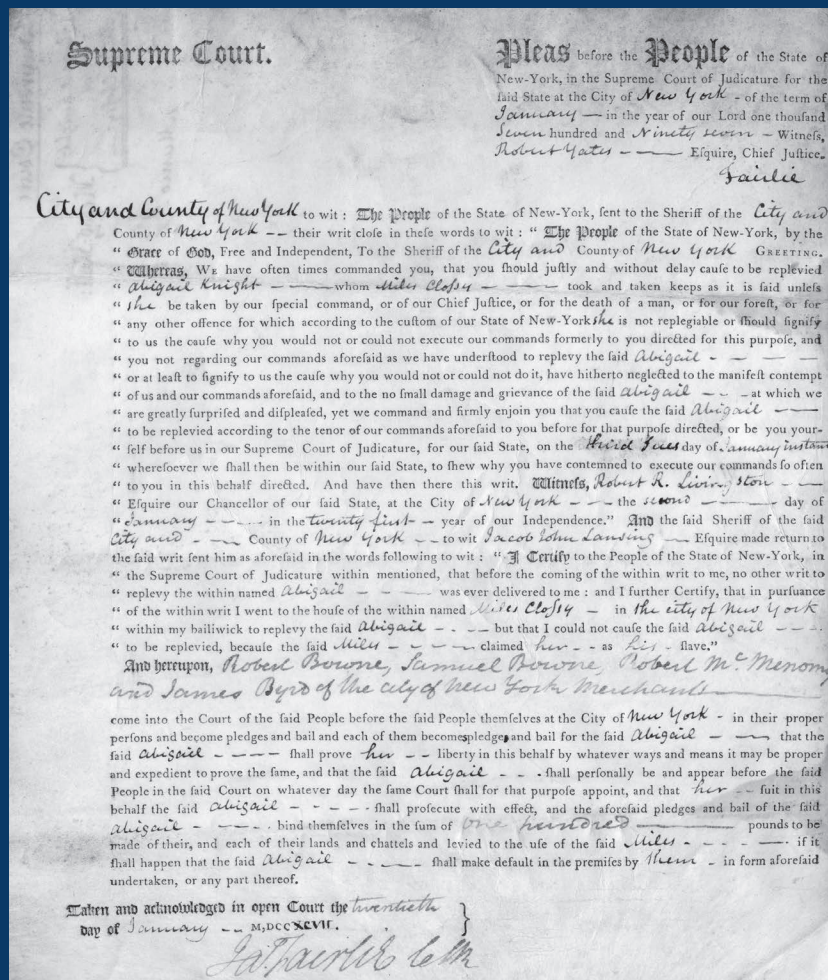 Supreme Court.
Pleas before the People of the State of
New-York, in the Supreme Court of Judicature for the
ſaid State at the City of New York - of the term of
January — in the year of our Lord one thouſand
Seven hundred and Ninety seven - Witneſs,
Robert Yates - - — Eſquire, Chief Juſtice.
Fairlie
City and County of New York to wit: The People of the State of New-York, ſent to the Sheriff of the City and
County of New York - - their writ cloſe in theſe words to wit: " The People of the State of New-York, by the
" Grace of God, Free and Independent, To the Sheriff of the City and County of New York GREETING.
" Whereas, WE have often times commanded you, that you ſhould juſtly and without delay cauſe to be replevied
" Abigail Knight - — whom Miles Cloſsy - — took and taken keeps as it is ſaid unleſs
" she be taken by our ſpecial command, or of our Chief Juſtice, or for the death of a man, or for our foreſt, or for
" any other offence for which according to the cuſtom of our State of New-York she is not replegiable or ſhould ſignify
" to us the cauſe why you would not or could not execute our commands formerly to you directed for this purpoſe, and
" you not regarding our commands aforeſaid as we have underſtood to replevy the ſaid Abigail - — — —
" or at leaſt to ſignify to us the cauſe why you would not or could not do it, have hitherto neglected to the manifeſt contempt
" of us and our commands aforeſaid, and to the no ſmall damage and grievance of the ſaid Abigail - - - at which we
" are greatly ſurpriſed and diſpleaſed, yet we command and firmly enjoin you that you cauſe the ſaid Abigail - —
" to be replevied according to the tenor of our commands aforeſaid to you before for that purpoſe directed, or be you your-
" ſelf before us in our Supreme Court of Judicature, for our ſaid State, on the third Tues day of January instant
" whereſoever we ſhall then be within our ſaid State, to ſhew why you have contemned to execute our commands ſo often
" to you in this behalf directed. And have then there this writ. Witneſs, Robert R. Livingston - —
" Eſquire our Chancellor of our ſaid State, at the City of New York - — the second - — day of
" January - - - in the twenty first - year of our Independence." And the ſaid Sheriff of the ſaid
City and - — County of New York - - to wit Jacob John Lansing - Eſquire made return to
the ſaid writ ſent him as aforeſaid in the words following to wit: " I Certify to the People of the State of New-York, in
" the Supreme Court of Judicature within mentioned, that before the coming of the within writ to me, no other writ to
" replevy the within named Abigail - - — was ever delivered to me: and I further Certify, that in purſuance
" of the within writ I went to the houſe of the within named Miles Cloſsy - in the city of New York
" within my bailiwick to replevy the ſaid Abigail - - - but that I could not cauſe the ſaid Abigail - - - -
" to be replevied, becauſe the ſaid Miles - - - - claimed her - - as his - ſlave."
And hereupon, Robert Bowne, Samuel Bowne, Robert McMenomy
and James Byrd of the city of New York Merchants —
come into the Court of the ſaid People before the ſaid People themſelves at the City of New York - in their proper
perſons and become pledges and bail and each of them becomes pledge, and bail for the ſaid Abigail - - — that the
ſaid Abigail - - - - ſhall prove her - - liberty in this behalf by whatever ways and means it may be proper
and expedient to prove the ſame, and that the ſaid Abigail - - - ſhall perſonally be and appear before the ſaid
People in the ſaid Court on whatever day the ſame Court ſhall for that purpoſe appoint, and that her - - ſuit in this
behalf the ſaid Abigail - - - - ſhall proſecute with effect, and the aforeſaid pledges and bail of the ſaid
Abigail - - - . bind themſelves in the ſum of one hundred — pounds to be
made of their, and each of their lands and chattels and levied to the uſe of the ſaid Miles - - - - . if it
ſhall happen that the ſaid Abigail - - — ſhall make default in the premiſes by them - in form aforeſaid
undertaken, or any part thereof.
Taken and acknowledged in open Court the twentieth
day of January - - M,DCCXCVII. }
Jas. Fairlie Clk